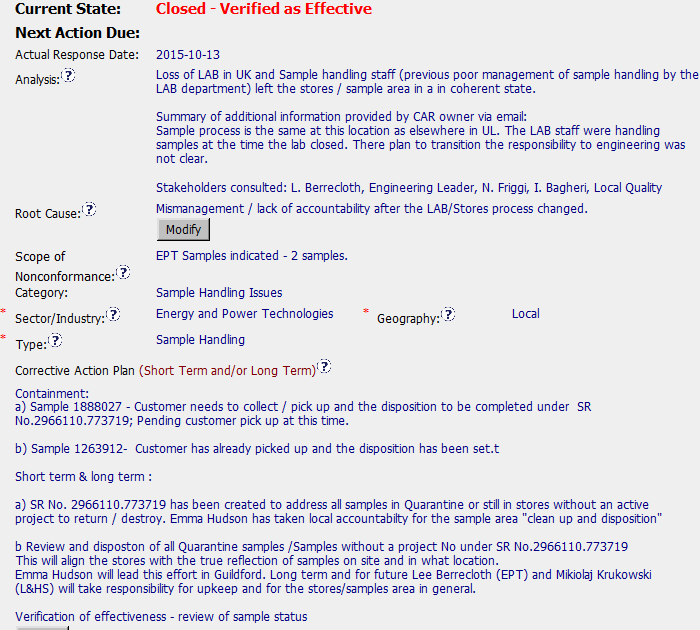 Current State: Closed - Verified as Effective
Next Action Due:
Actual Response Date: 2015-10-13
Analysis:? Loss of LAB in UK and Sample handling staff (previous poor management of sample handling by the
LAB department) left the stores / sample area in a in coherent state.
Summary of additional information provided by CAR owner via email:
Sample process is the same at this location as elsewhere in UL. The LAB staff were handling
samples at the time the lab closed. There plan to transition the responsibility to engineering was
not clear.
Stakeholders consulted: L. Berrecloth, Engineering Leader, N. Friggi, I. Bagheri, Local Quality
Root Cause:? Mismanagement / lack of accountability after the LAB/Stores process changed.
Modify
Scope of EPT Samples indicated - 2 samples.
Nonconformance:?
Category: Sample Handling Issues
* Sector/Industry:? Energy and Power Technologies * Geography:? Local
* Type:? Sample Handling
Corrective Action Plan (Short Term and/or Long Term)?
Containment:
a) Sample 1888027 - Customer needs to collect / pick up and the disposition to be completed under SR
No.2966110.773719; Pending customer pick up at this time.
b) Sample 1263912- Customer has already picked up and the disposition has been set.t
Short term & long term :
a) SR No. 2966110.773719 has been created to address all samples in Quarantine or still in stores without an active
project to return / destroy. Emma Hudson has taken local accountabilty for the sample area "clean up and disposition"
b Review and dispositon of all Quarantine samples /Samples without a project No under SR No.2966110.773719
This will align the stores with the true reflection of samples on site and in what location.
Emma Hudson will lead this effort in Guildford. Long term and for future Lee Berrecloth (EPT) and Mikiolaj Krukowski
(L&HS) will take responsibility for upkeep and for the stores/samples area in general.
Verification of effectiveness - review of sample status